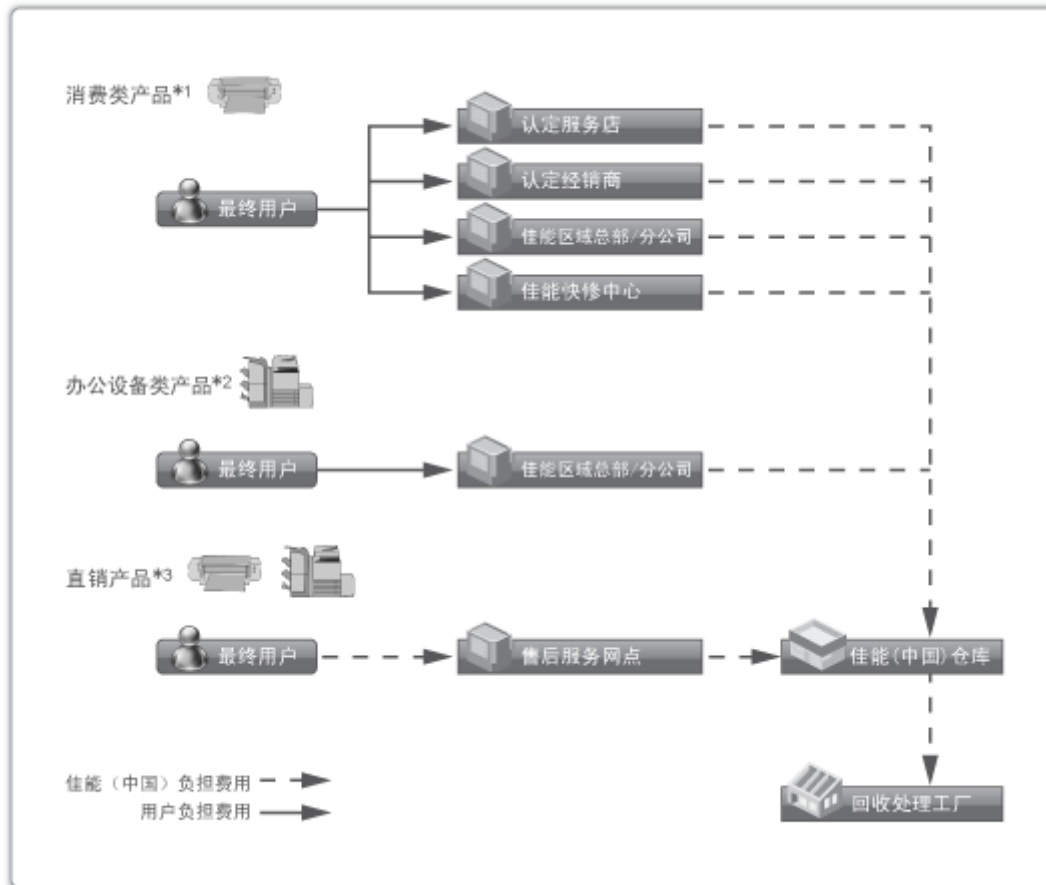 消费类产品*1
认定服务店
认定经销商
最终用户
佳能区域总部/分公司
佳能快修中心
办公设备类产品*2
最终用户
佳能区域总部/分公司
直销产品*3
最终用户
售后服务网点
佳能(中国)仓库
佳能（中国）负担费用
用户负担费用
回收处理工厂